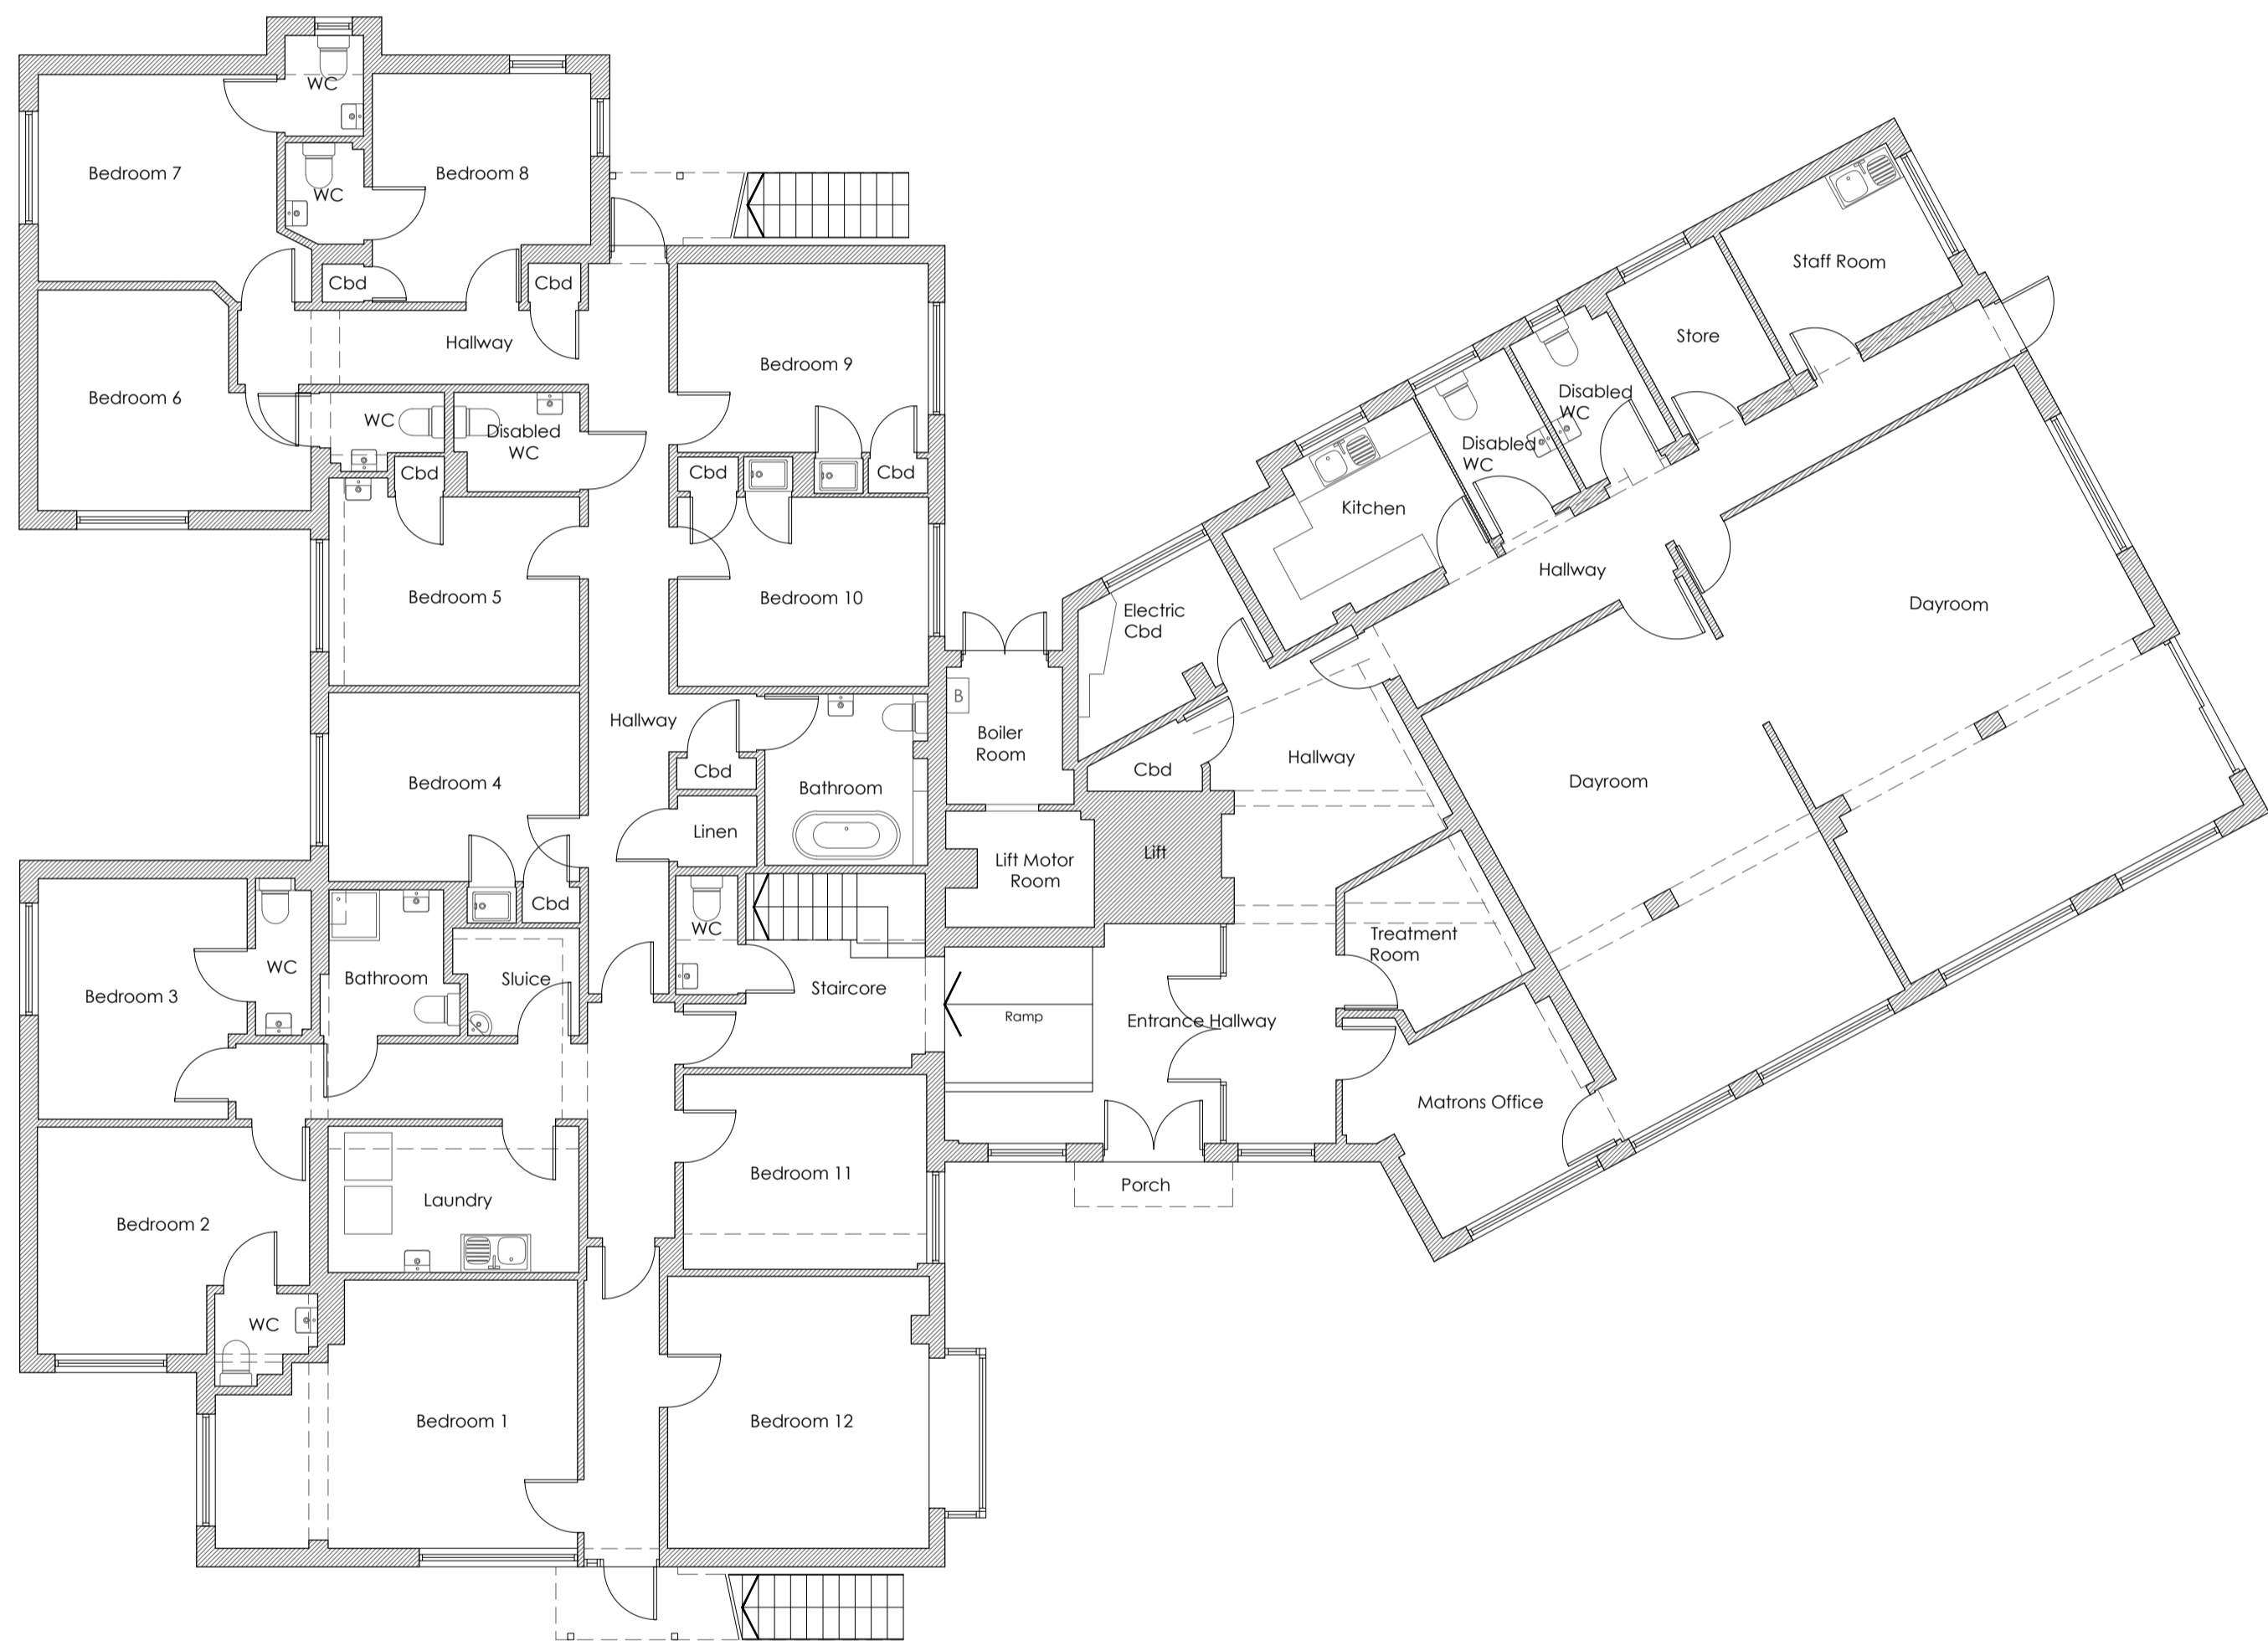 WC
Bedroom 7
Bedroom 8
WC
Cbd
Cbd
Hallway
Bedroom 9
Bedroom 6
WC
Disabled
WC
Cbd
Cbd
Cbd
Bedroom 5
Bedroom 10
Hallway
Bedroom 4
Cbd
Bathroom
Linen
Cbd
WC
WC
Bathroom
Sluice
Bedroom 3
Staircore
Bedroom 11
Laundry
Bedroom 2
WC
Bedroom 1
Bedroom 12
Staff Room
Store
Disabled
WC
Disabled
WC
Kitchen
Hallway
Dayroom
Electric
Cbd
B
Boiler
Room
Cbd
Hallway
Dayroom
Lift Motor
Room
Lift
Treatment
Room
Ramp
Entrance Hallway
Matrons Office
Porch